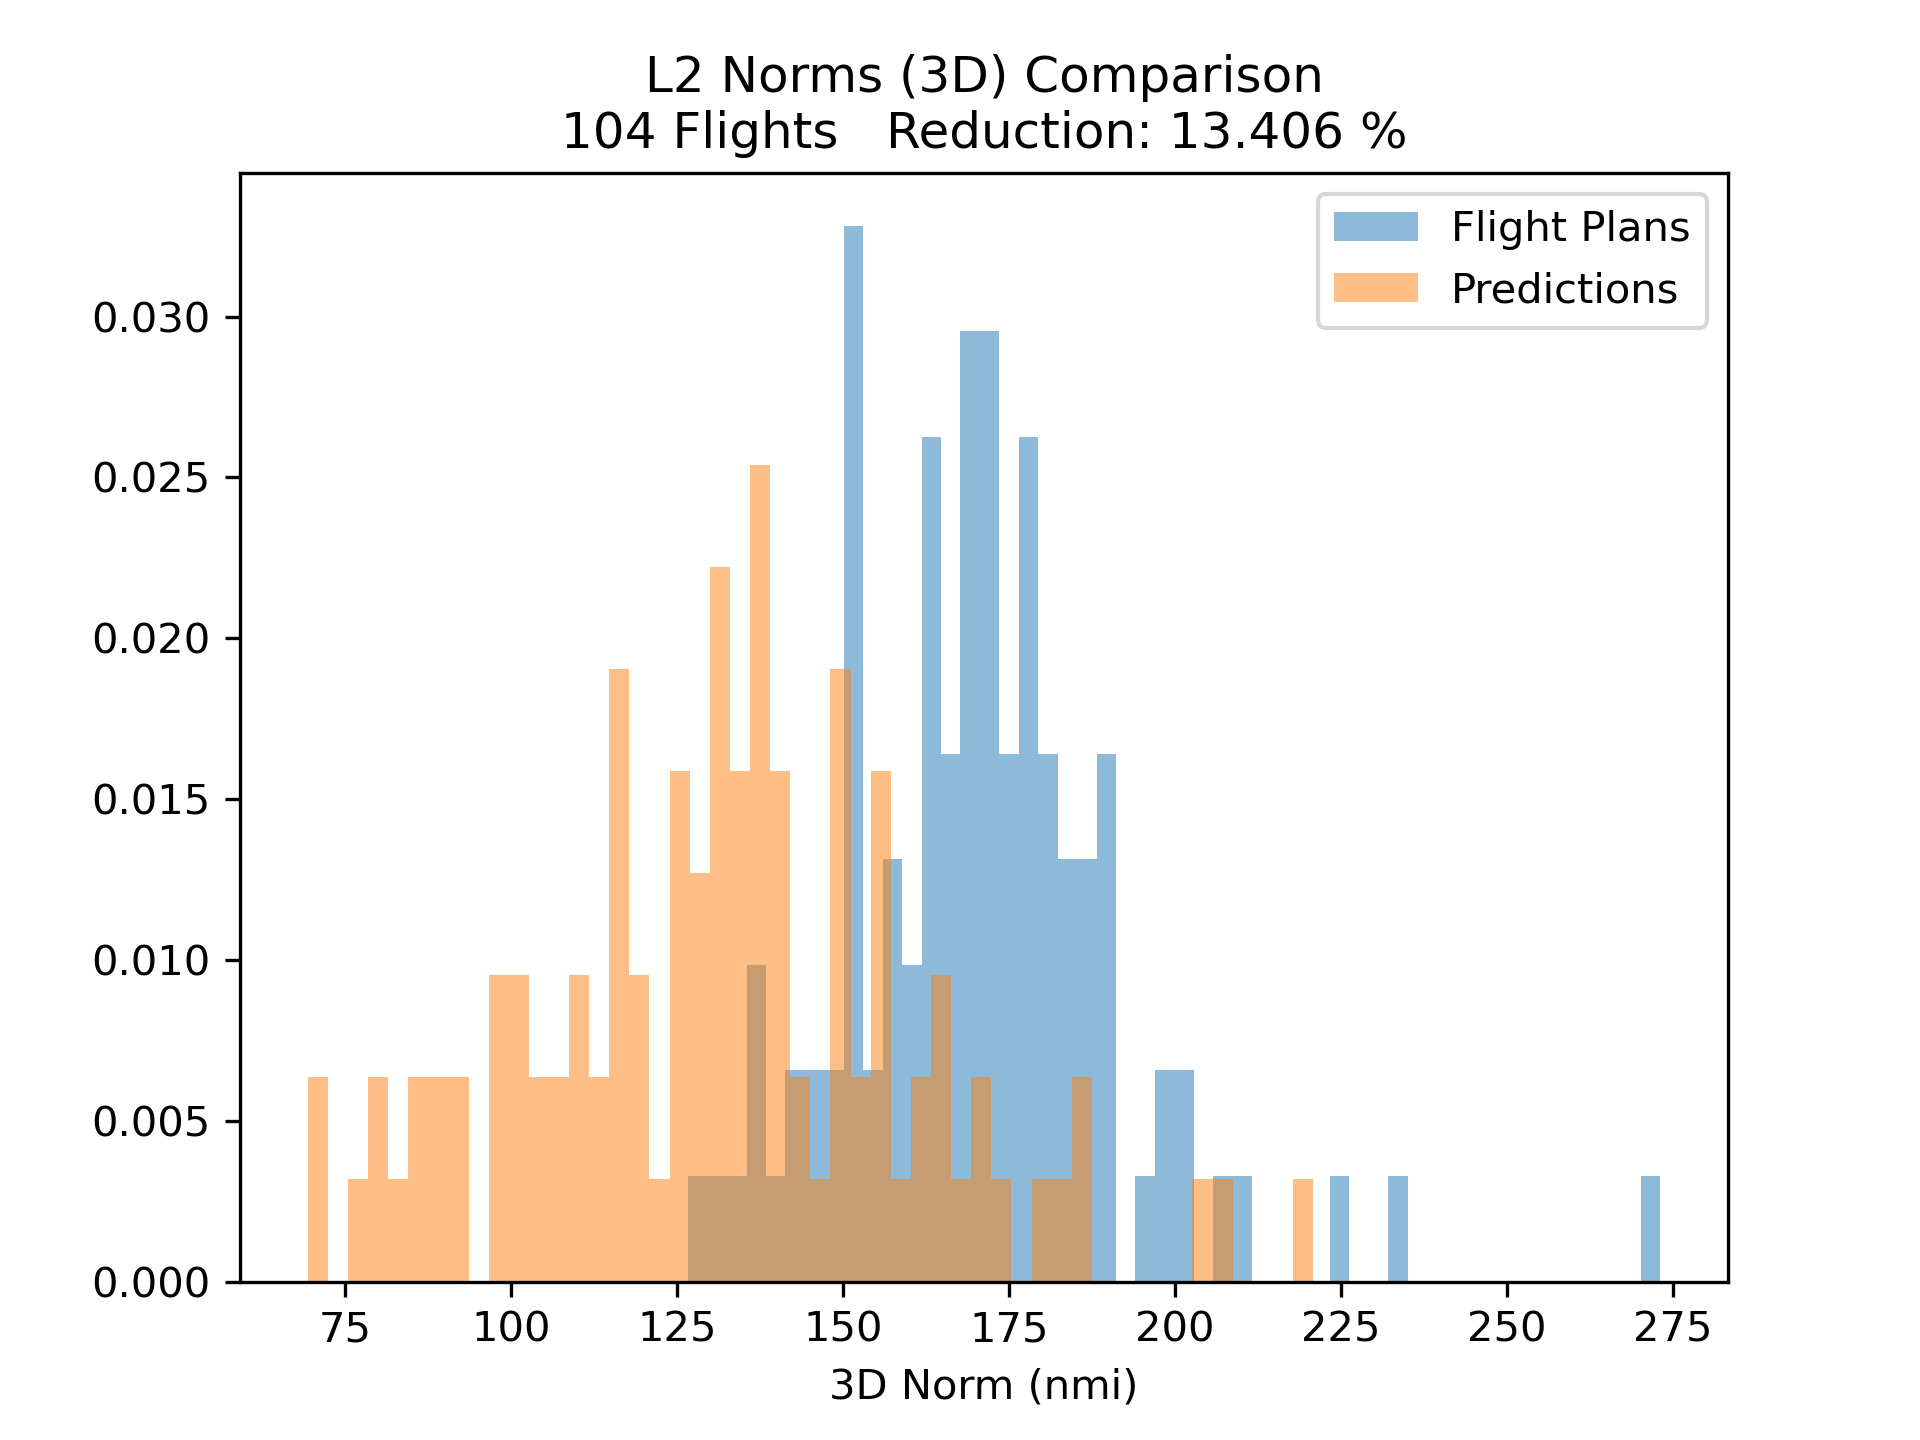 L2 Norms (3D) Comparison
104 Flights   Reduction: 13.406 %
Flight Plans
Predictions
0.030
0.025
0.020
0.015
0.010
0.005
0.000
75 100 125 150 175 200 225 250 275
3D Norm (nmi)